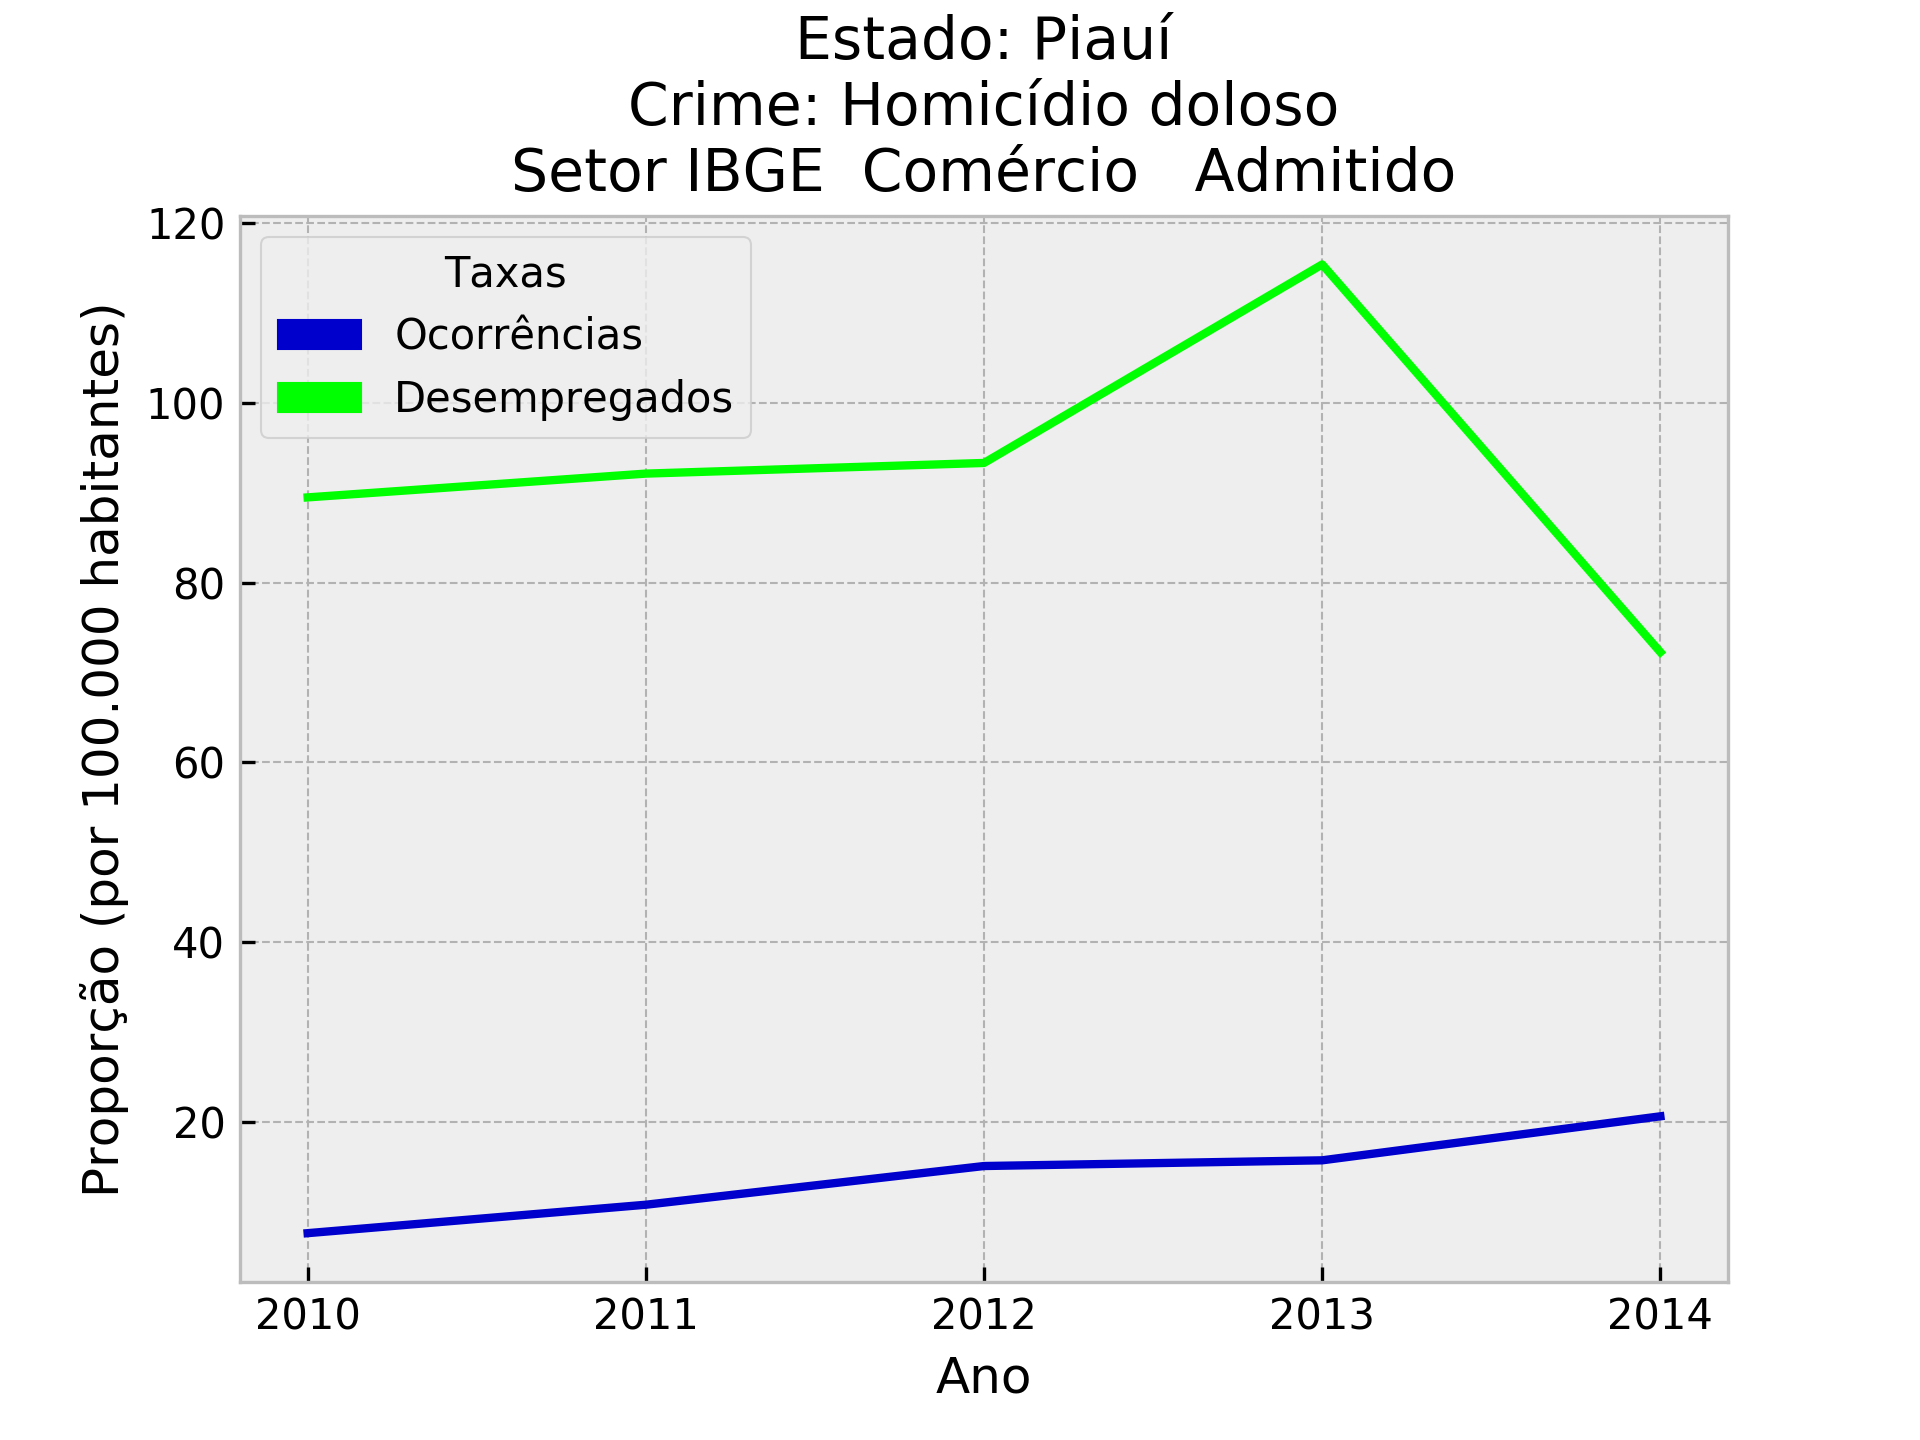 Estado: Piauí
Crime: Homicídio doloso
Setor IBGE  Comércio   Admitido
Taxas
Ocorrências
Desempregados
Proporção (por 100.000 habitantes)
120
100
80
60
40
20
2010 2011 2012 2013 2014
Ano